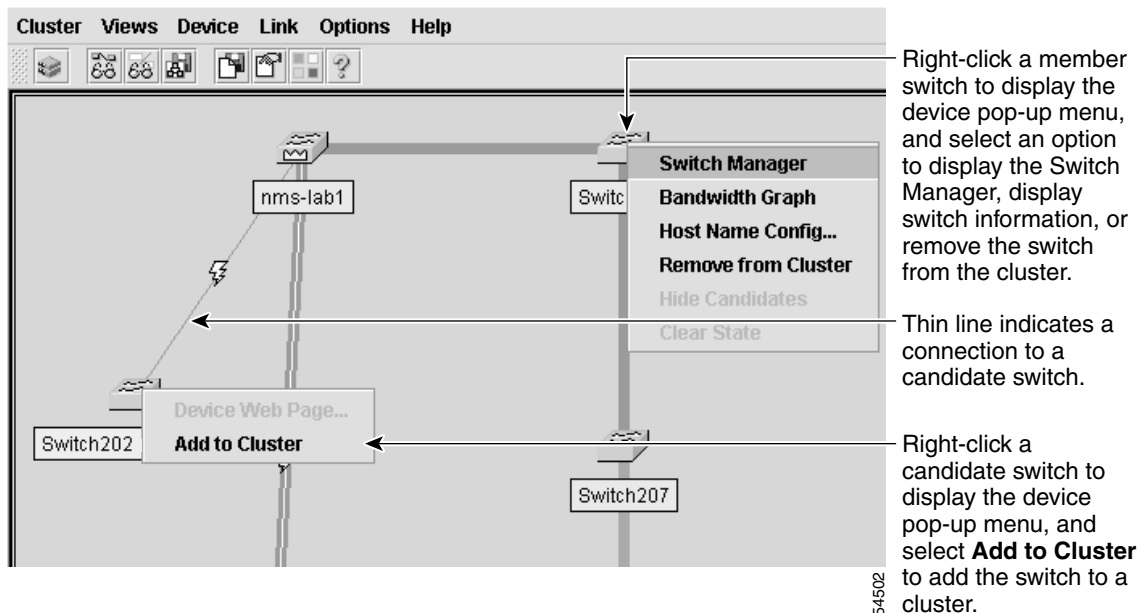 Cluster Views Device Link Options Help
nms-lab1
Switc
Switch Manager
Bandwidth Graph
Host Name Config...
Remove from Cluster
Hide Candidates
Clear State
Switch202
Device Web Page...
Add to Cluster
Switch207
Right-click a member
switch to display the
device pop-up menu,
and select an option
to display the Switch
Manager, display
switch information, or
remove the switch
from the cluster.
Thin line indicates a
connection to a
candidate switch.
Right-click a
candidate switch to
display the device
pop-up menu, and
select Add to Cluster
to add the switch to a
cluster.
54502